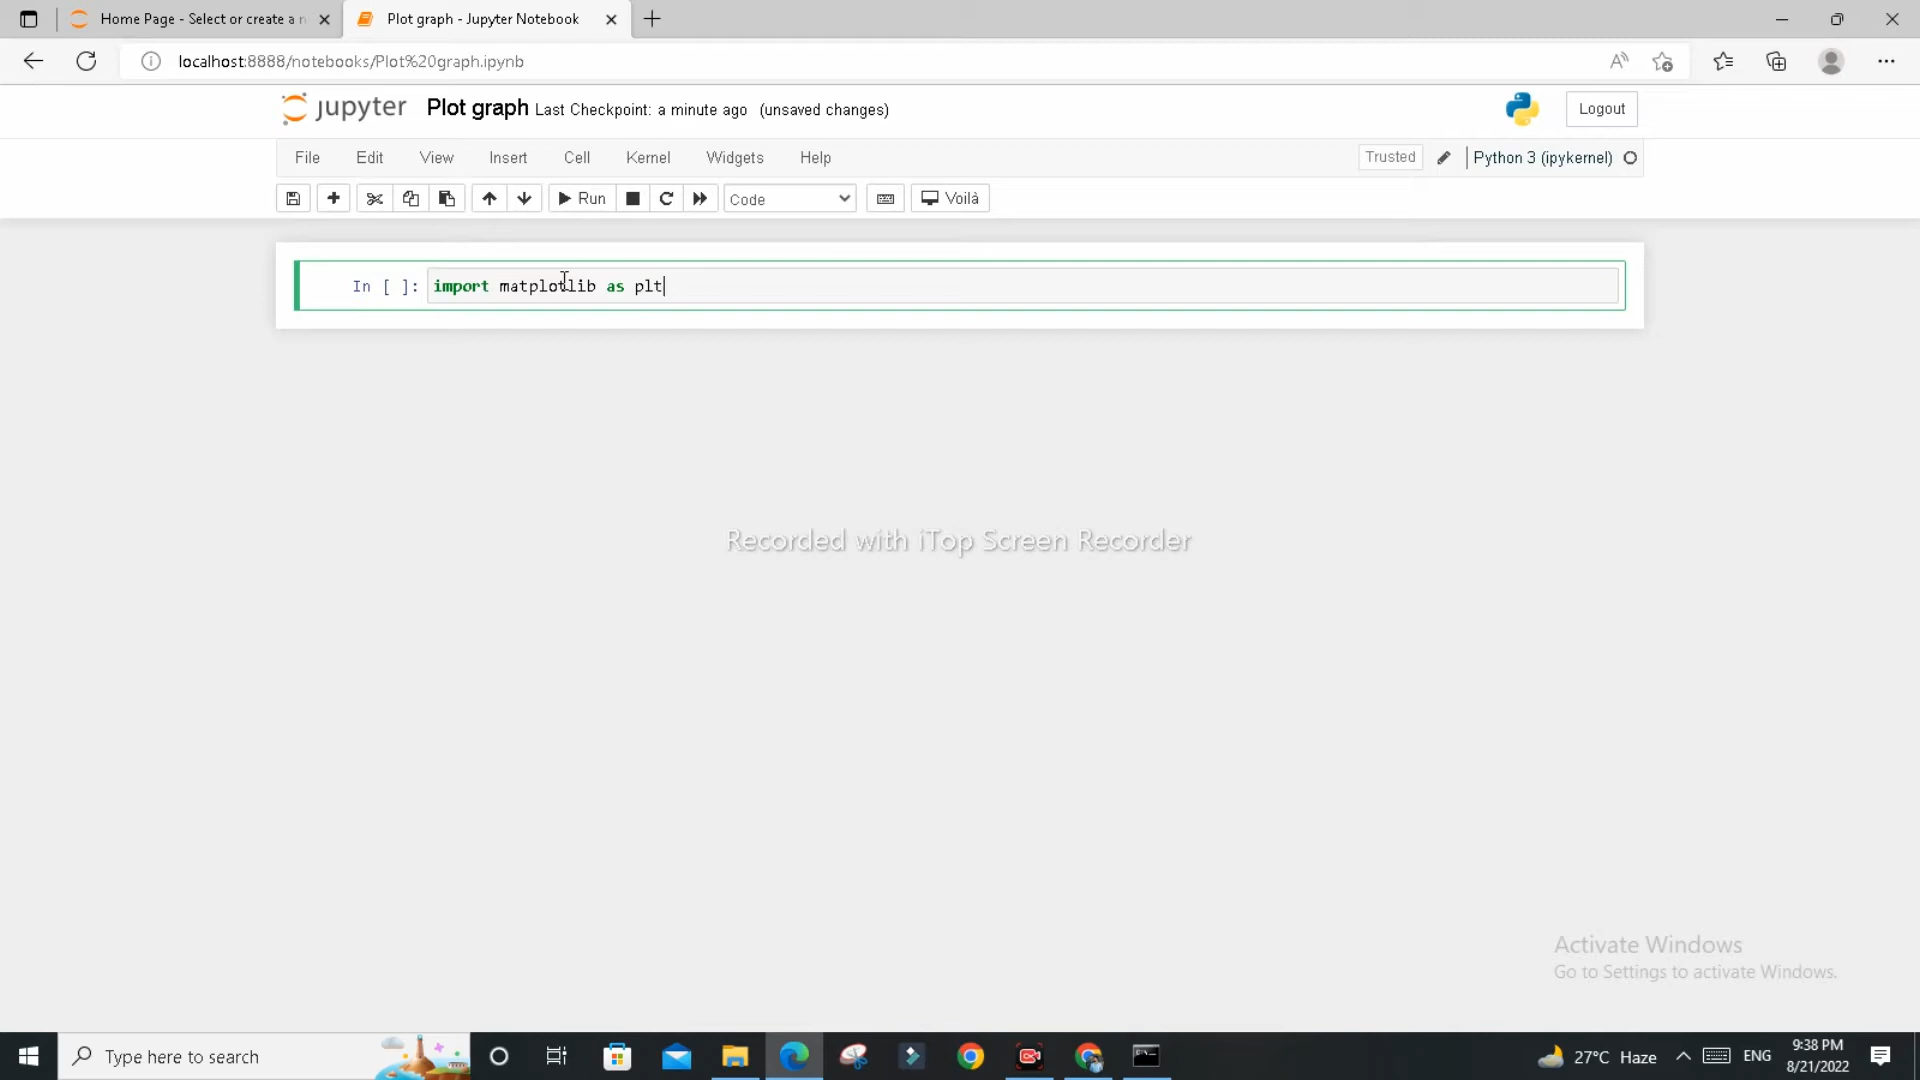 Home Page - Select or create a n
Plot graph - Jupyter Notebook
localhost:8888/notebooks/Plot%20graph.ipynb
jupyter Plot graph Last Checkpoint: a minute ago (unsaved changes)
Logout
File Edit View Insert Cell Kernel Widgets Help
Trusted
Python 3 (ipykernel)
Run
Code
Voilà
In [ ]: import matplotlib as plt
Recorded with iTop Screen Recorder
Activate Windows
Go to Settings to activate Windows.
Type here to search
27°C Haze
ENG
9:38 PM
8/21/2022